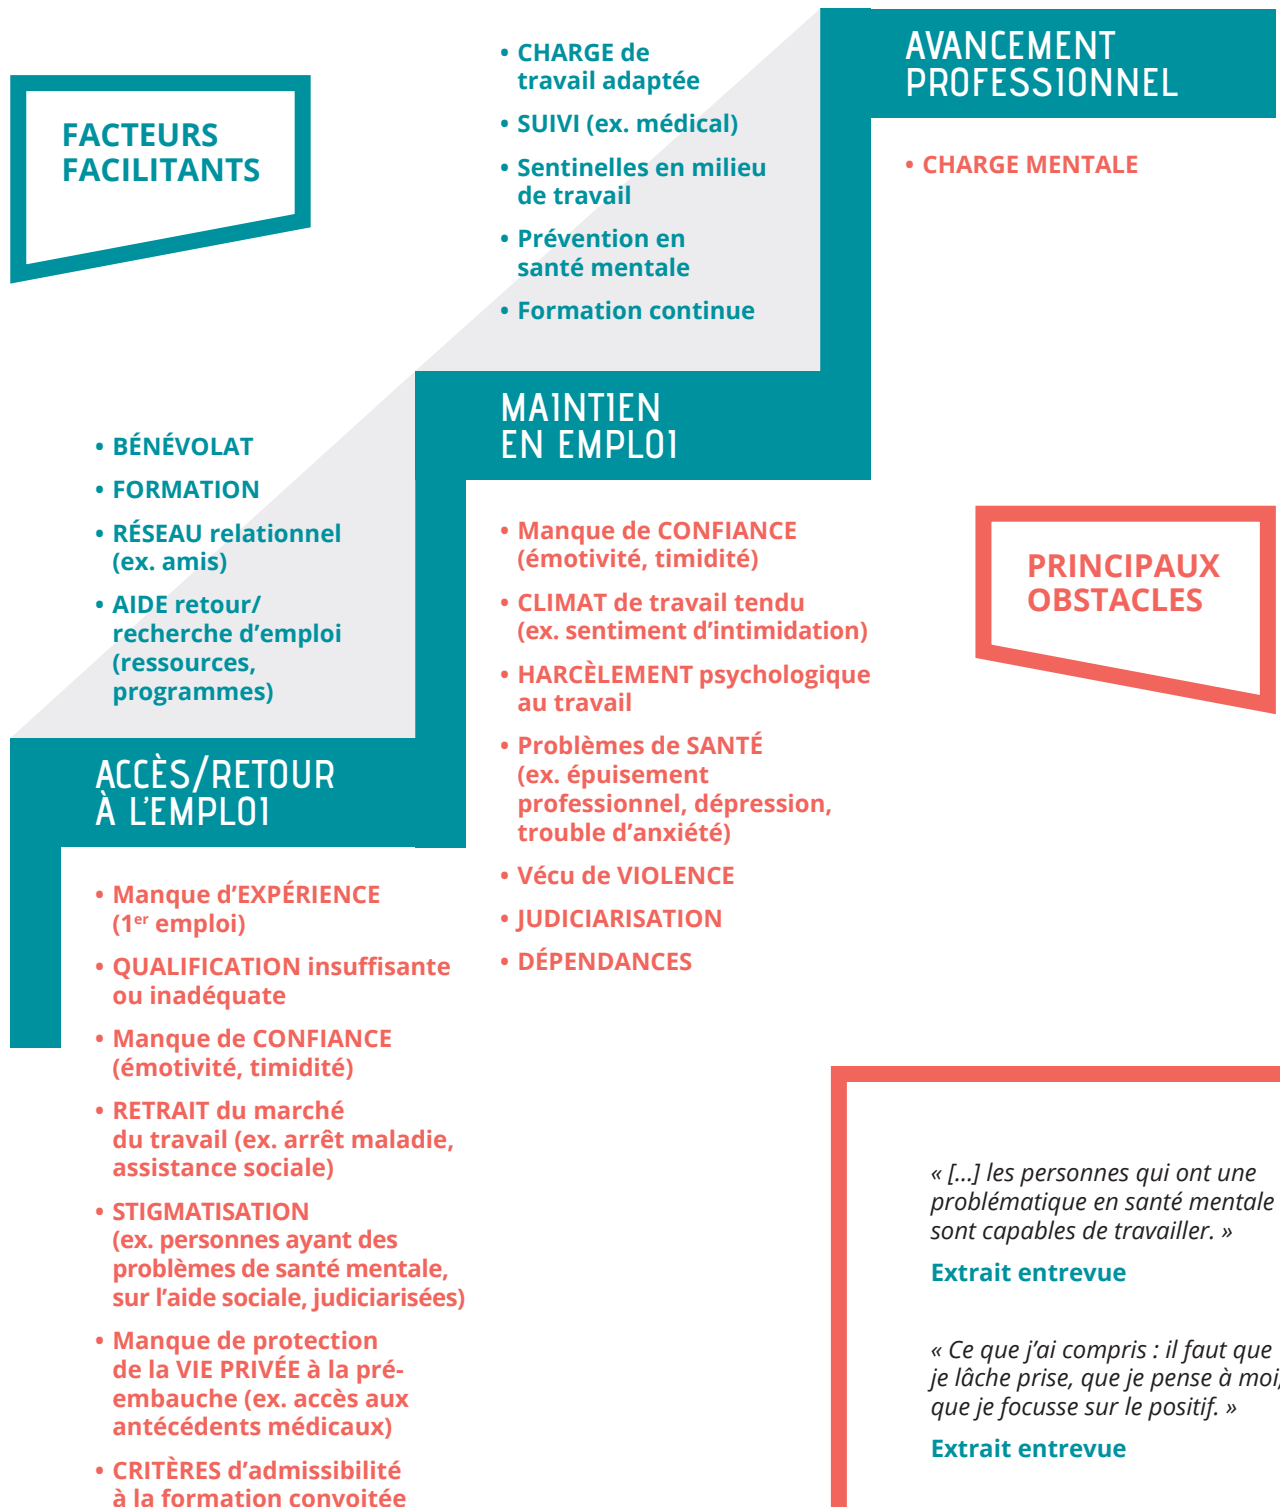 FACTEURS
FACILITANTS
• CHARGE de
travail adaptée
• SUIVI (ex. médical)
• Sentinelles en milieu
de travail
• Prévention en
santé mentale
• Formation continue
AVANCEMENT
PROFESSIONNEL
• CHARGE MENTALE
• BÉNÉVOLAT
• FORMATION
• RÉSEAU relationnel
(ex. amis)
• AIDE retour/
recherche d’emploi
(ressources,
programmes)
MAINTIEN
EN EMPLOI
• Manque de CONFIANCE
(émotivité, timidité)
• CLIMAT de travail tendu
(ex. sentiment d’intimidation)
• HARCÈLEMENT psychologique
au travail
• Problèmes de SANTÉ
(ex. épuisement
professionnel, dépression,
trouble d’anxiété)
• Vécu de VIOLENCE
• JUDICIARISATION
• DÉPENDANCES
PRINCIPAUX
OBSTACLES
ACCÈS/RETOUR
À L’EMPLOI
• Manque d’EXPÉRIENCE
(1er emploi)
• QUALIFICATION insuffisante
ou inadéquate
• Manque de CONFIANCE
(émotivité, timidité)
• RETRAIT du marché
du travail (ex. arrêt maladie,
assistance sociale)
• STIGMATISATION
(ex. personnes ayant des
problèmes de santé mentale,
sur l’aide sociale, judiciarisées)
• Manque de protection
de la VIE PRIVÉE à la pré-
embauche (ex. accès aux
antécédents médicaux)
• CRITÈRES d’admissibilité
à la formation convoitée
« [...] les personnes qui ont une
problématique en santé mentale
sont capables de travailler. »
Extrait entrevue
« Ce que j’ai compris : il faut que
je lâche prise, que je pense à moi,
que je focusse sur le positif. »
Extrait entrevue